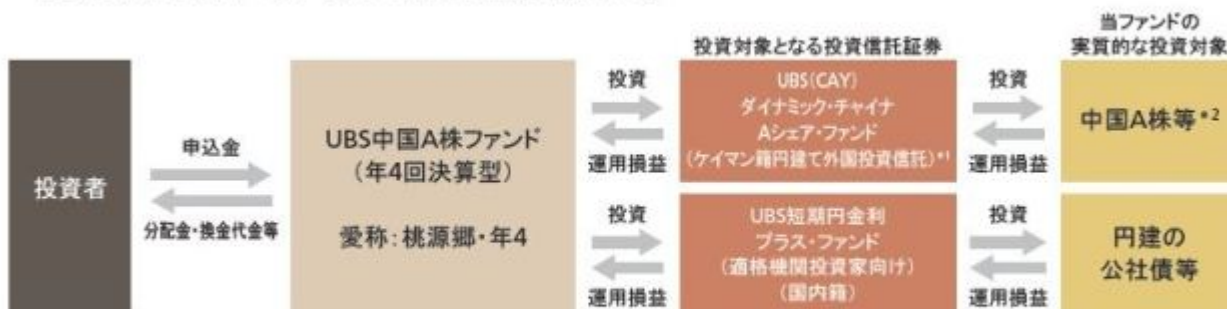 投資対象となる投資信託証券
当ファンドの
実質的な投資対象
投資者
申込金
分配金・換金代金等
UBS中国A株ファンド
(年4回決算型)
愛称:桃源郷・年4
投資
運用損益
UBS(CAY)
ダイナミック・チャイナ
Aシェア・ファンド
(ケイマン籍円建て外国投資信託)*1
投資
運用損益
中国A株等*2
投資
運用損益
UBS短期円金利
プラス・ファンド
(適格機関投資家向け)
(国内籍)
投資
運用損益
円建の
公社債等